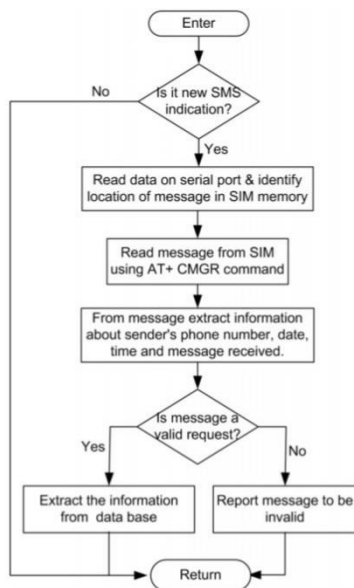 Enter
Is it new SMS
indication?
No
Yes
Read data on serial port & identify
location of message in SIM memory
Read message from SIM
using AT+ CMGR command
From message extract information
about sender's phone number, date,
time and message received.
Is message a
valid request?
Yes
No
Extract the information
from data base
Report message to be
invalid
Return